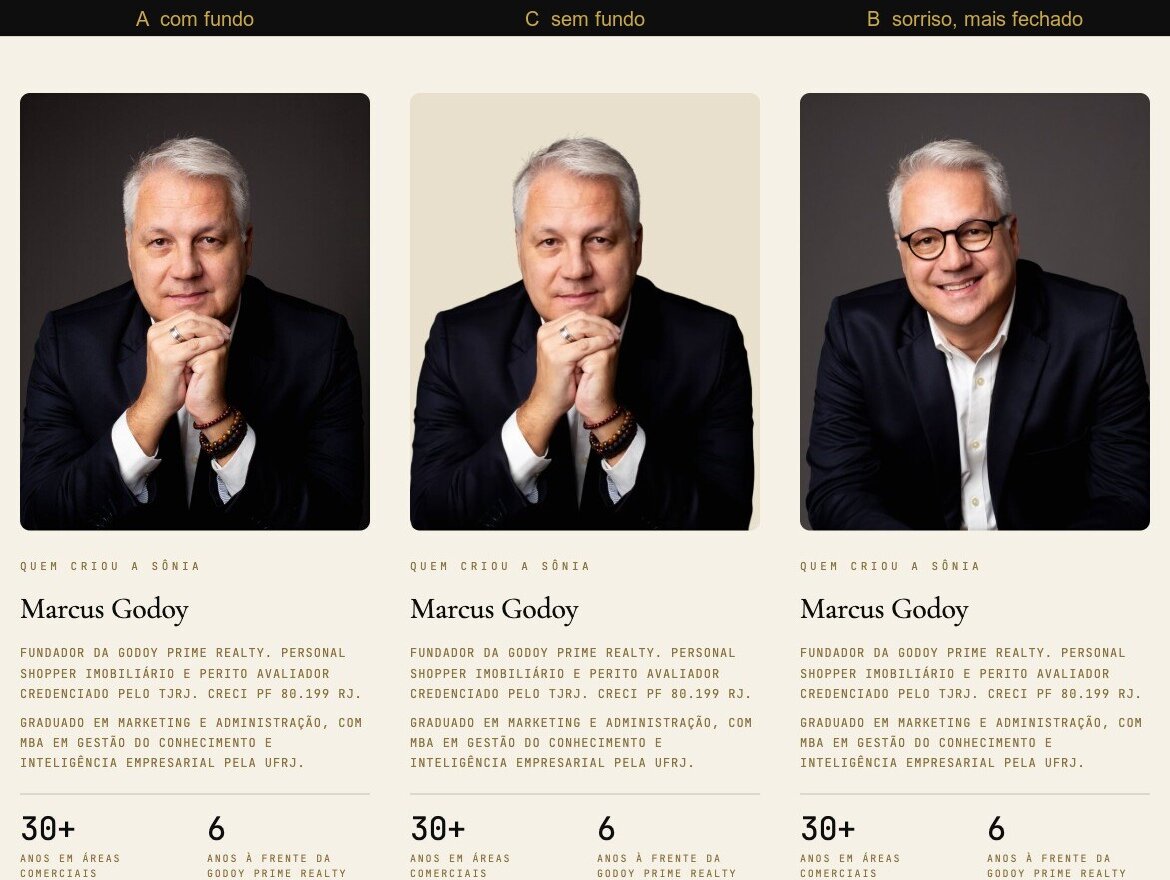 A com fundo
C sem fundo
B sorriso, mais fechado
QUEM CRIOU A SÔNIA
Marcus Godoy
FUNDADOR DA GODOY PRIME REALTY. PERSONAL
SHOPPER IMOBILIÁRIO E PERITO AVALIADOR
CREDENCIADO PELO TJRJ. CRECI PF 80.199 RJ.
GRADUADO EM MARKETING E ADMINISTRAÇÃO, COM
MBA EM GESTÃO DO CONHECIMENTO E
INTELIGÊNCIA EMPRESARIAL PELA UFRJ.
30+
ANOS EM ÁREAS
COMERCIAIS
6
ANOS À FRENTE DA
GODOY PRIME REALTY
QUEM CRIOU A SÔNIA
Marcus Godoy
FUNDADOR DA GODOY PRIME REALTY. PERSONAL
SHOPPER IMOBILIÁRIO E PERITO AVALIADOR
CREDENCIADO PELO TJRJ. CRECI PF 80.199 RJ.
GRADUADO EM MARKETING E ADMINISTRAÇÃO, COM
MBA EM GESTÃO DO CONHECIMENTO E
INTELIGÊNCIA EMPRESARIAL PELA UFRJ.
30+
ANOS EM ÁREAS
COMERCIAIS
6
ANOS À FRENTE DA
GODOY PRIME REALTY
QUEM CRIOU A SÔNIA
Marcus Godoy
FUNDADOR DA GODOY PRIME REALTY. PERSONAL
SHOPPER IMOBILIÁRIO E PERITO AVALIADOR
CREDENCIADO PELO TJRJ. CRECI PF 80.199 RJ.
GRADUADO EM MARKETING E ADMINISTRAÇÃO, COM
MBA EM GESTÃO DO CONHECIMENTO E
INTELIGÊNCIA EMPRESARIAL PELA UFRJ.
30+
ANOS EM ÁREAS
COMERCIAIS
6
ANOS À FRENTE DA
GODOY PRIME REALTY